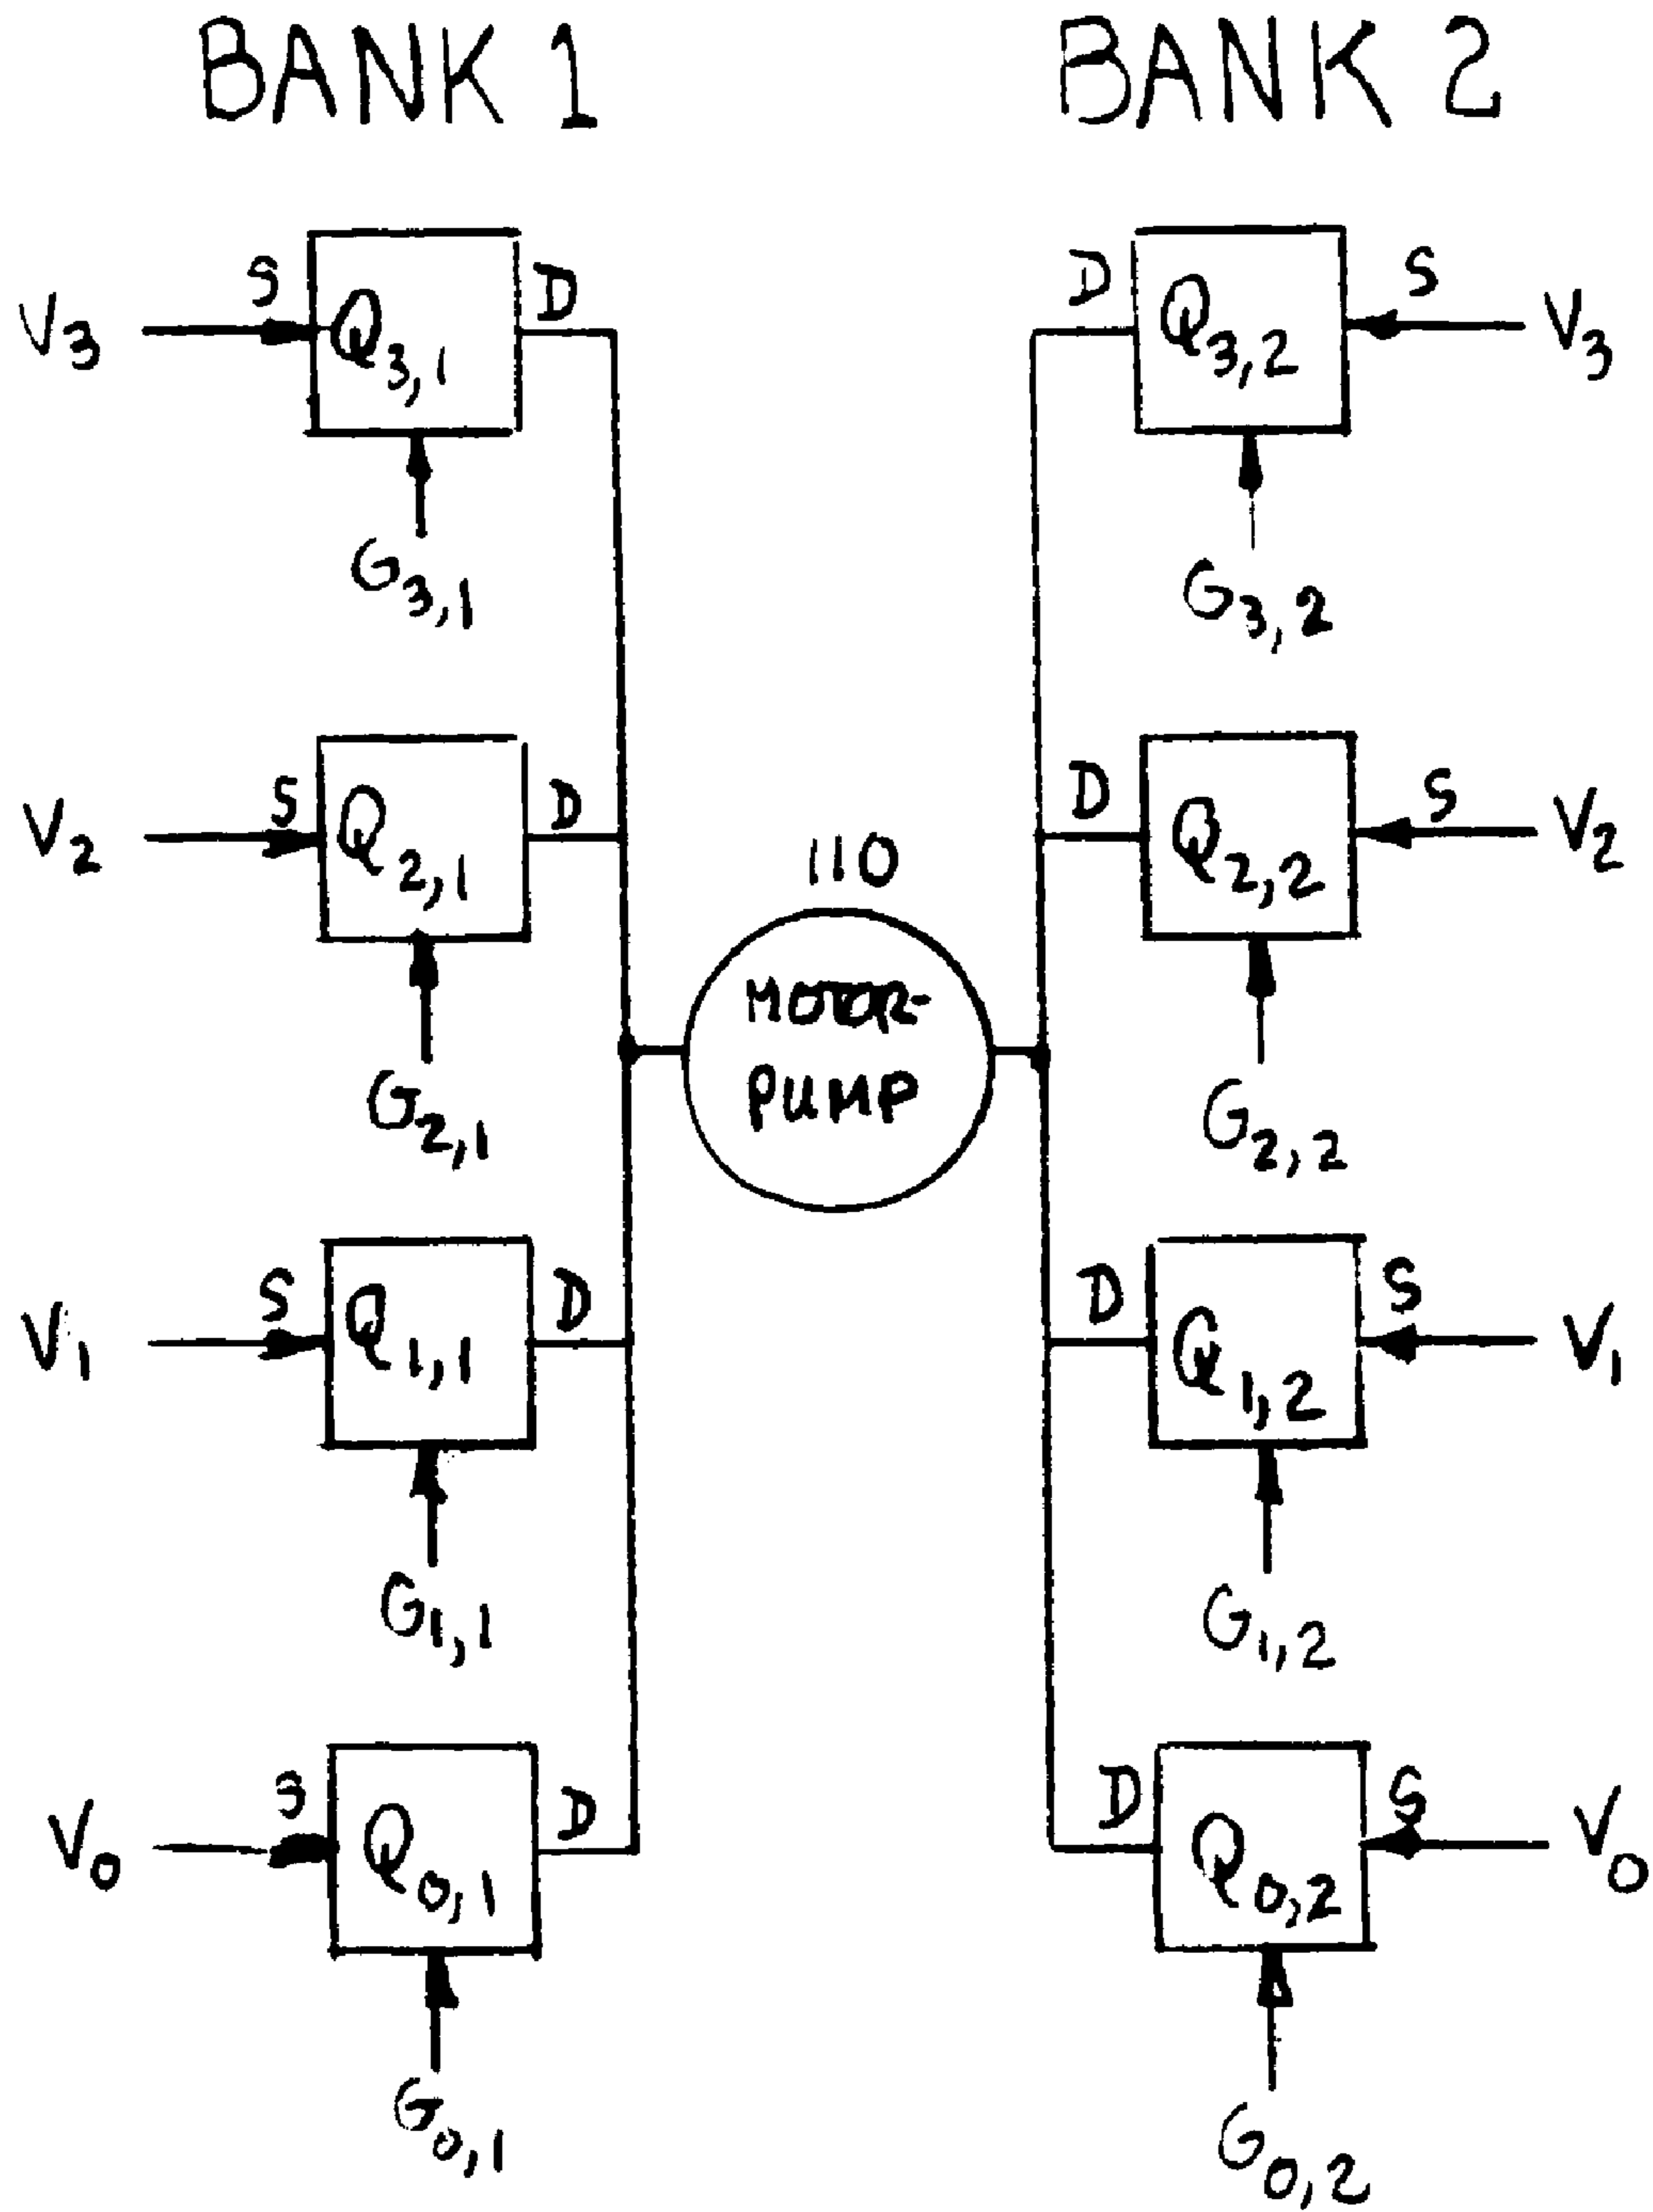 BANK 1 BANK 2
V3 S Q3,1 D D Q3,2 S V3
G3,1 G3,2
V2 S Q2,1 D D Q2,2 S V2
110
MOTOR-
PUMP
G2,1 G2,2
V1 S Q1,1 D D Q1,2 S V1
G1,1 G1,2
V0 S Q0,1 D D Q0,2 S V0
G0,1 G0,2